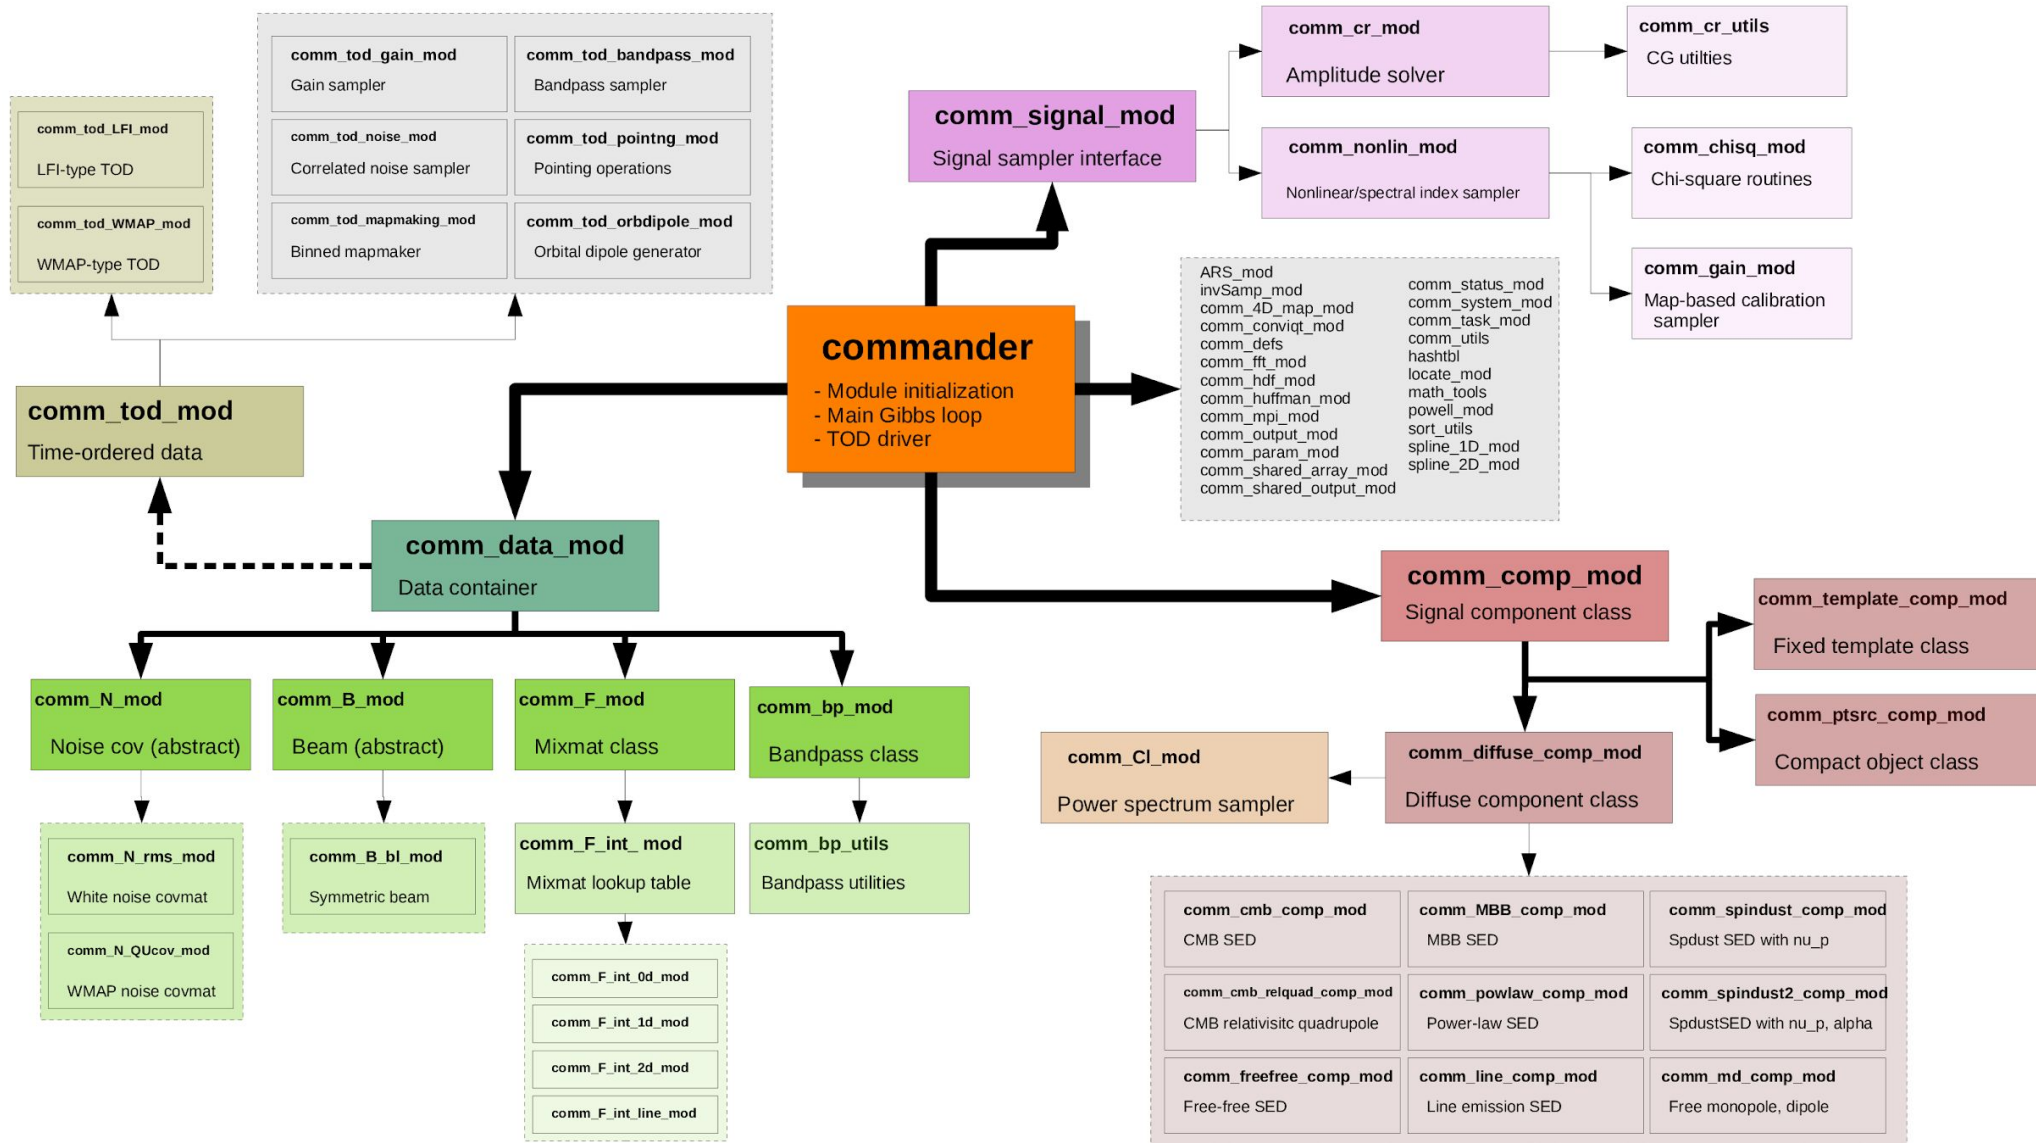 comm_tod_gain_mod
Gain sampler
comm_tod_bandpass_mod
Bandpass sampler
comm_tod_noise_mod
Correlated noise sampler
comm_tod_pointng_mod
Pointing operations
comm_tod_mapmaking_mod
Binned mapmaker
comm_tod_orbdipole_mod
Orbital dipole generator
comm_tod_LFI_mod
LFI-type TOD
comm_tod_WMAP_mod
WMAP-type TOD
comm_tod_mod
Time-ordered data
comm_signal_mod
Signal sampler interface
comm_cr_mod
Amplitude solver
comm_cr_utils
CG utilties
comm_nonlin_mod
Nonlinear/spectral index sampler
comm_chisq_mod
Chi-square routines
comm_gain_mod
Map-based calibration
sampler
commander
- Module initialization
- Main Gibbs loop
- TOD driver
ARS_mod
invSamp_mod
comm_4D_map_mod
comm_conviqt_mod
comm_defs
comm_fft_mod
comm_hdf_mod
comm_huffman_mod
comm_mpi_mod
comm_output_mod
comm_param_mod
comm_shared_array_mod
comm_shared_output_mod
comm_status_mod
comm_system_mod
comm_task_mod
comm_utils
hashtbl
locate_mod
math_tools
powell_mod
sort_utils
spline_1D_mod
spline_2D_mod
comm_data_mod
Data container
comm_N_mod
Noise cov (abstract)
comm_B_mod
Beam (abstract)
comm_F_mod
Mixmat class
comm_bp_mod
Bandpass class
comm_N_rms_mod
White noise covmat
comm_N_QUcov_mod
WMAP noise covmat
comm_B_bl_mod
Symmetric beam
comm_F_int_ mod
Mixmat lookup table
comm_bp_utils
Bandpass utilities
comm_F_int_0d_mod
comm_F_int_1d_mod
comm_F_int_2d_mod
comm_F_int_line_mod
comm_comp_mod
Signal component class
comm_template_comp_mod
Fixed template class
comm_ptsrc_comp_mod
Compact object class
comm_Cl_mod
Power spectrum sampler
comm_diffuse_comp_mod
Diffuse component class
comm_cmb_comp_mod
CMB SED
comm_MBB_comp_mod
MBB SED
comm_spindust_comp_mod
Spdust SED with nu_p
comm_cmb_relquad_comp_mod
CMB relativisitc quadrupole
comm_powlaw_comp_mod
Power-law SED
comm_spindust2_comp_mod
SpdustSED with nu_p, alpha
comm_freefree_comp_mod
Free-free SED
comm_line_comp_mod
Line emission SED
comm_md_comp_mod
Free monopole, dipole